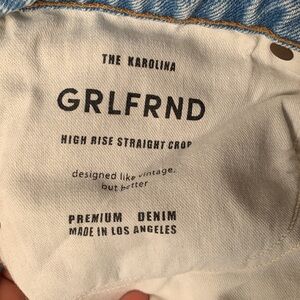 THE KAROLINA
GRLFRND
HIGH RISE STRAIGHT CROP
designed like vintage,
but better
PREMIUM DENIM
MADE IN LOS ANGELES